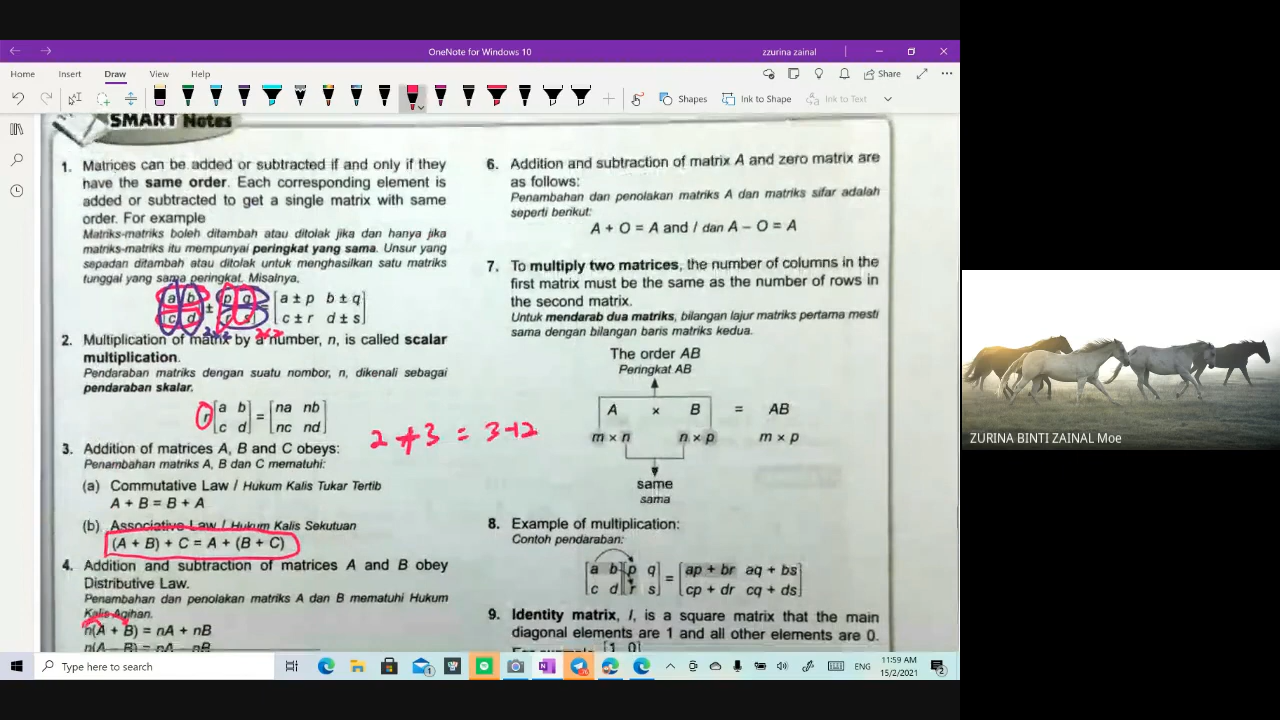 OneNote for Windows 10
zzurina zainal
Home Insert Draw View Help
Share
Shapes Ink to Shape Ink to Text
SMART Notes
1. Matrices can be added or subtracted if and only if they
have the same order. Each corresponding element is
added or subtracted to get a single matrix with same
order. For example
Matriks-matriks boleh ditambah atau ditolak jika dan hanya jika
matriks-matriks itu mempunyai peringkat yang sama. Unsur yang
sepadan ditambah atau ditolak untuk menghasilkan satu matriks
tunggal yang sama peringkat. Misalnya,
[a b] ± [p q] = [a ± p b ± q]
[c d] [r s] [c ± r d ± s]
2×2 2×2
2. Multiplication of matrix by a number, n, is called scalar
multiplication.
Pendaraban matriks dengan suatu nombor, n, dikenali sebagai
pendaraban skalar.
n[a b] = [na nb]
[c d] [nc nd]
2 + 3 = 3+2
3. Addition of matrices A, B and C obeys:
Penambahan matriks A, B dan C mematuhi:
(a) Commutative Law / Hukum Kalis Tukar Tertib
A + B = B + A
(b) Associative Law / Hukum Kalis Sekutuan
(A + B) + C = A + (B + C)
4. Addition and subtraction of matrices A and B obey
Distributive Law.
Penambahan dan penolakan matriks A dan B mematuhi Hukum
Kalis Agihan.
n(A + B) = nA + nB
n(A − B) = nA − nB
6. Addition and subtraction of matrix A and zero matrix are
as follows:
Penambahan dan penolakan matriks A dan matriks sifar adalah
seperti berikut:
A + O = A and / dan A − O = A
7. To multiply two matrices, the number of columns in the
first matrix must be the same as the number of rows in
the second matrix.
Untuk mendarab dua matriks, bilangan lajur matriks pertama mesti
sama dengan bilangan baris matriks kedua.
The order AB
Peringkat AB
A × B = AB
m × n n × p m × p
same
sama
8. Example of multiplication:
Contoh pendaraban:
[a b][p q] = [ap + br aq + bs]
[c d][r s] [cp + dr cq + ds]
9. Identity matrix, I, is a square matrix that the main
diagonal elements are 1 and all other elements are 0.
For example [1 0]
Type here to search
ENG
11:59 AM
15/2/2021
ZURINA BINTI ZAINAL Moe